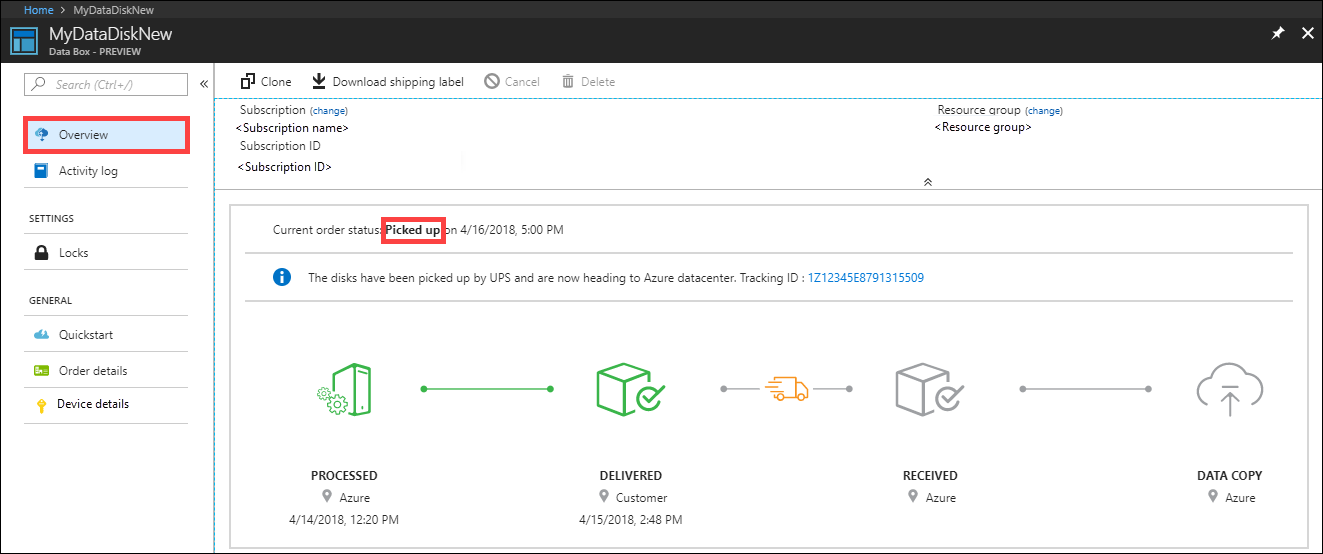 Home > MyDataDiskNew
MyDataDiskNew
Data Box - PREVIEW
Search (Ctrl+/)
«
Overview
Activity log
SETTINGS
Locks
GENERAL
Quickstart
Order details
Device details
Clone Download shipping label Cancel Delete
Subscription (change)
<Subscription name>
Subscription ID
<Subscription ID>
Resource group (change)
<Resource group>
Current order status: Picked up on 4/16/2018, 5:00 PM
The disks have been picked up by UPS and are now heading to Azure datacenter. Tracking ID : 1Z12345E8791315509
PROCESSED DELIVERED RECEIVED DATA COPY
Azure Customer Azure Azure
4/14/2018, 12:20 PM 4/15/2018, 2:48 PM